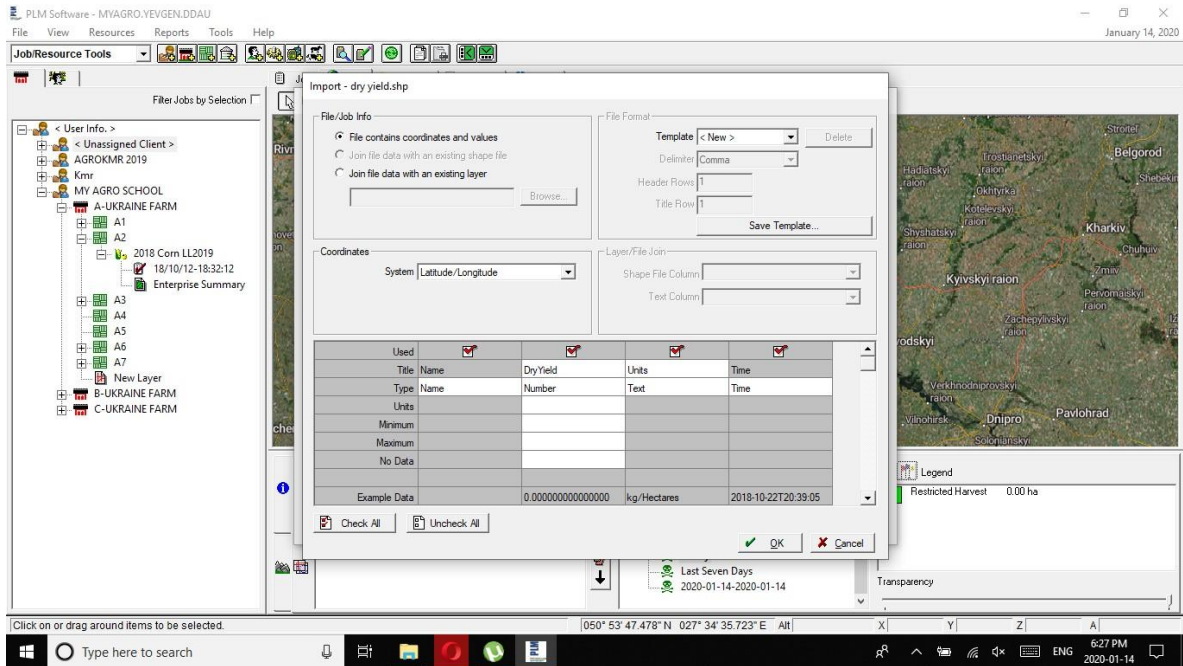 PLM Software - MYAGRO.YEVGEN.DDAU
File View Resources Reports Tools Help
January 14, 2020
Job/Resource Tools
Filter Jobs by Selection
< User Info. >
< Unassigned Client >
AGROKMR 2019
Kmr
MY AGRO SCHOOL
A-UKRAINE FARM
A1
A2
2018 Corn LL2019
18/10/12-18:32:12
Enterprise Summary
A3
A4
A5
A6
A7
New Layer
B-UKRAINE FARM
C-UKRAINE FARM
Import - dry yield.shp
File/Job Info
File contains coordinates and values
Join file data with an existing shape file
Join file data with an existing layer
Browse...
File Format
Template < New > Delete
Delimiter Comma
Header Rows 1
Title Row 1
Save Template...
Coordinates
System Latitude/Longitude
Layer/File Join
Shape File Column
Text Column
Used
Title Name DryYield Units Time
Type Name Number Text Time
Units
Minimum
Maximum
No Data
Example Data 0.000000000000000 kg/Hectares 2018-10-22T20:39:05
Check All Uncheck All
OK Cancel
Stroitel
Belgorod
Trostianetskyi
raion
Hadiatskyi
raion
Shebekin
Okhtyrka
Kotelevskyi
raion
Shyshatskyi
raion
Kharkiv
Chuhuiv
Zmiiv
Kyivskyi raion
Pervomaiskyi
raion
Zachepylivskyi
raion
odskyi
Verkhnodniprovskyi
raion
Vilnohirsk
Dnipro
Pavlohrad
Solonianskyi
Legend
Restricted Harvest 0.00 ha
Last Seven Days
2020-01-14-2020-01-14
Transparency
Click on or drag around items to be selected.
050° 53' 47.478" N 027° 34' 35.723" E Alt
X Y Z A
Type here to search
ENG
6:27 PM
2020-01-14